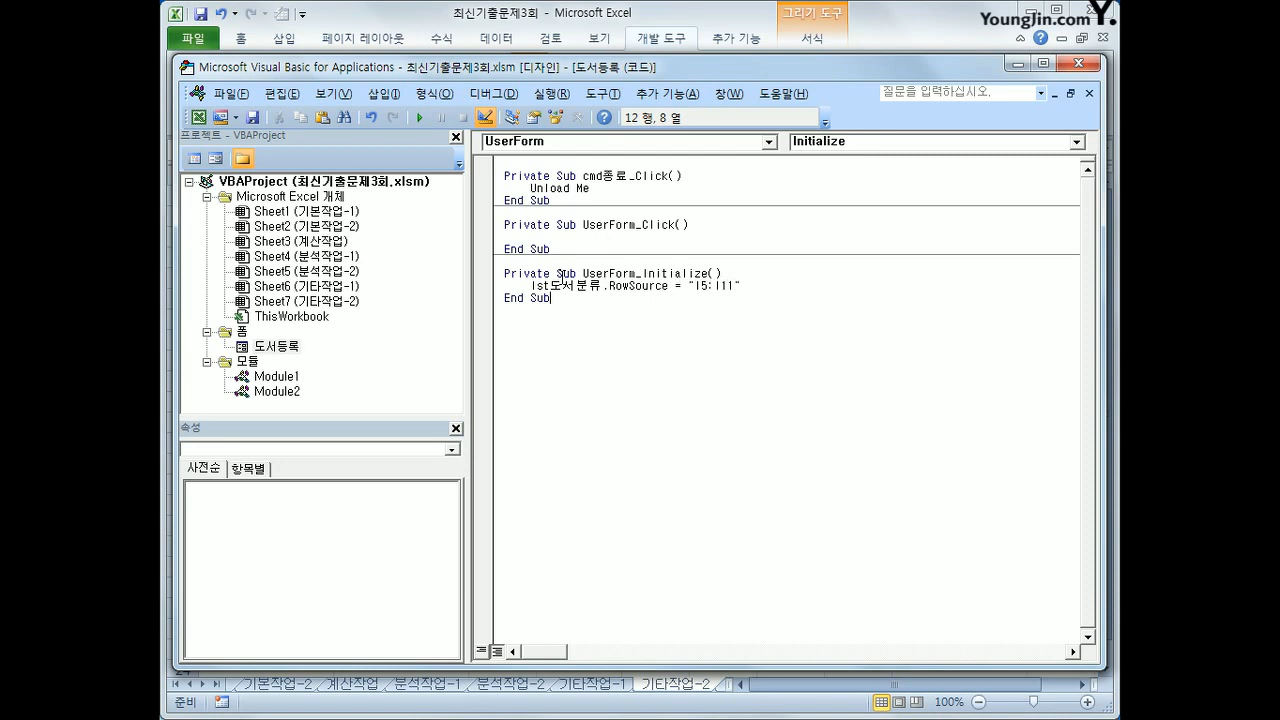 최신기출문제3회 - Microsoft Excel
그리기 도구
YoungJin.com Y.
파일 홈 삽입 페이지 레이아웃 수식 데이터 검토 보기 개발 도구 추가 기능 서식
Microsoft Visual Basic for Applications - 최신기출문제3회.xlsm [디자인] - [도서등록 (코드)]
파일(F) 편집(E) 보기(V) 삽입(I) 형식(O) 디버그(D) 실행(R) 도구(T) 추가 기능(A) 창(W) 도움말(H) 질문을 입력하십시오.
12 행, 8 열
프로젝트 - VBAProject
UserForm Initialize
VBAProject (최신기출문제3회.xlsm)
Microsoft Excel 개체
Sheet1 (기본작업-1)
Sheet2 (기본작업-2)
Sheet3 (계산작업)
Sheet4 (분석작업-1)
Sheet5 (분석작업-2)
Sheet6 (기타작업-1)
Sheet7 (기타작업-2)
ThisWorkbook
폼
도서등록
모듈
Module1
Module2
속성
사전순 항목별
Private Sub cmd종료_Click()
Unload Me
End Sub
Private Sub UserForm_Click()
End Sub
Private Sub UserForm_Initialize()
lst도서분류.RowSource = "I5:I11"
End Sub
기본작업-2 계산작업 분석작업-1 분석작업-2 기타작업-1 기타작업-2
준비 100%